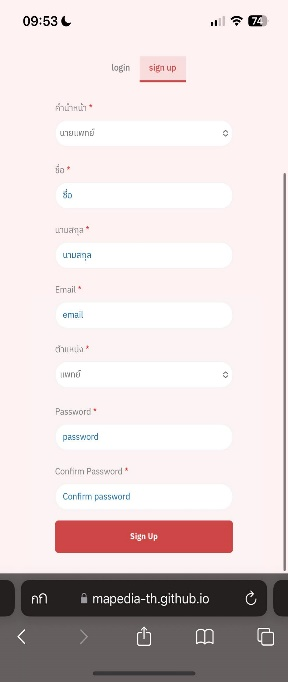 09:53
74
login sign up
คำนำหน้า *
นายแพทย์
ชื่อ *
ชื่อ
นามสกุล *
นามสกุล
Email *
email
ตำแหน่ง *
แพทย์
Password *
password
Confirm Password *
Confirm password
Sign Up
กก mapedia-th.github.io